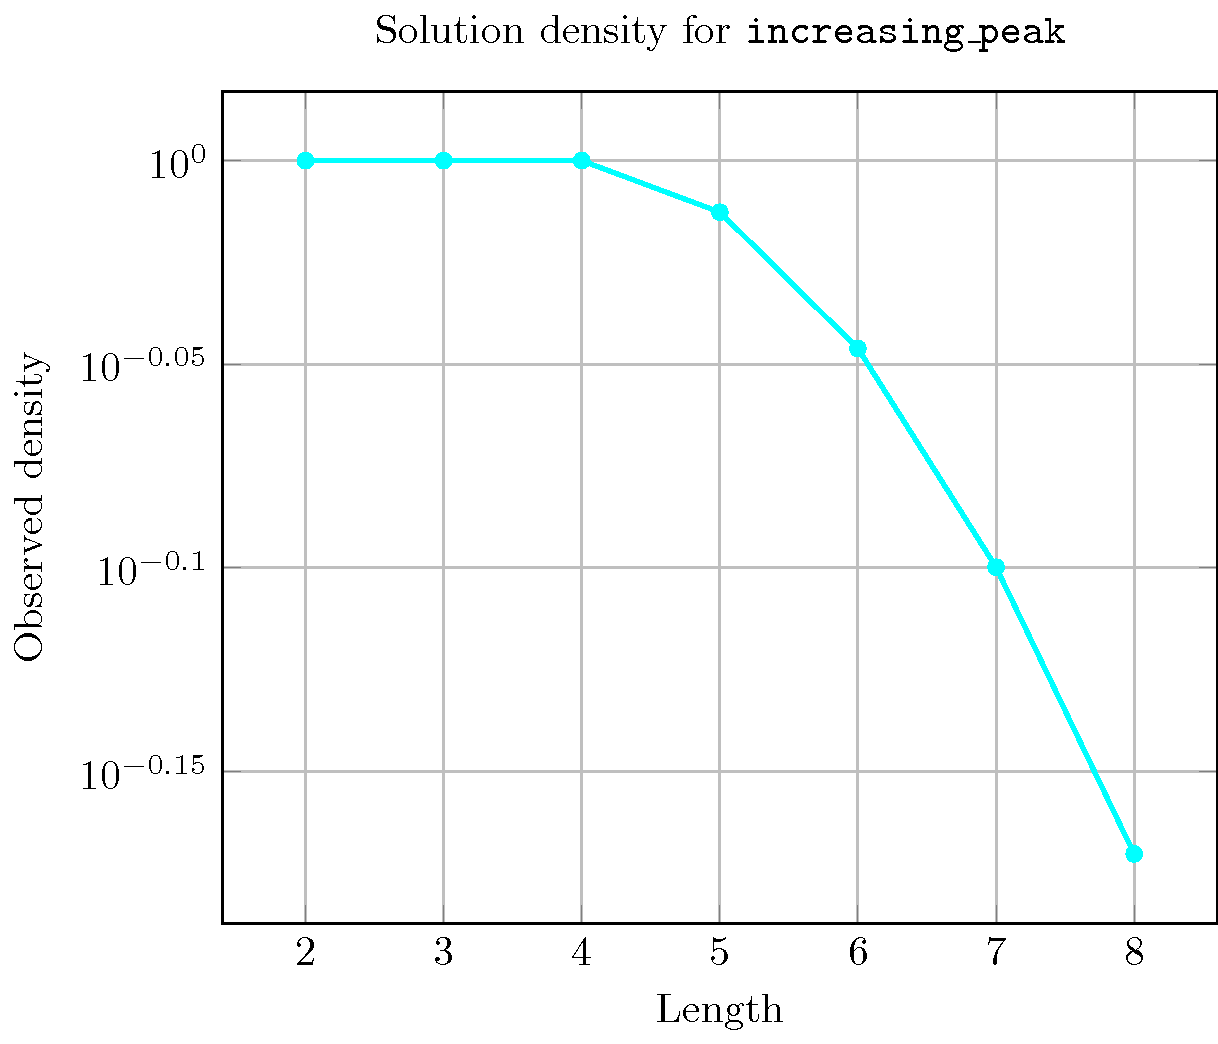 Solution density for increasing_peak
10^0
10^−0.05
10^−0.1
10^−0.15
Observed density
2 3 4 5 6 7 8
Length